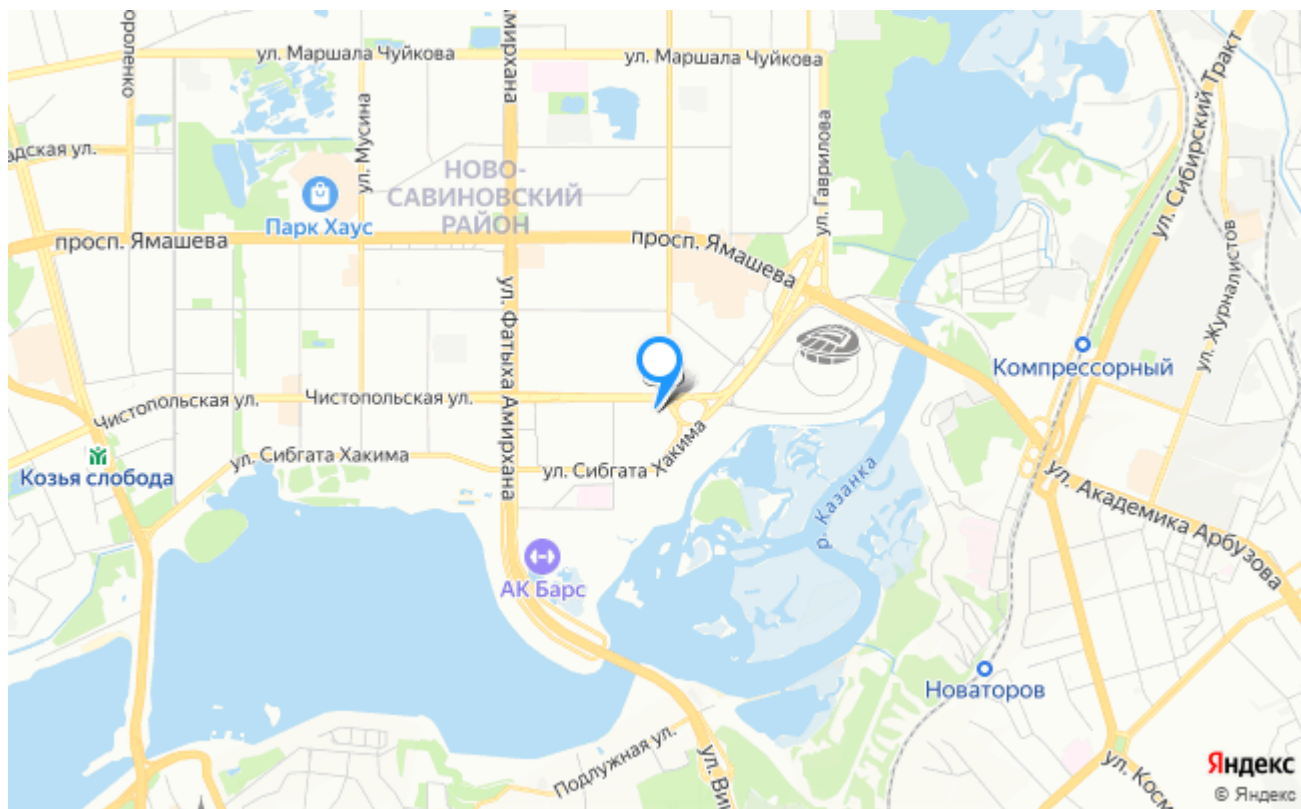 ороленко
ул. Маршала Чуйкова
Амирхана
ул. Маршала Чуйкова
ул. Сибирский Тракт
адская ул.
ул. Мусина
НОВО-
САВИНОВСКИЙ
РАЙОН
ул. Гаврилова
Парк Хаус
просп. Ямашева
просп. Ямашева
ул. Журналистов
ул. Фатыха Амирхана
Компрессорный
Чистопольская ул.
Чистопольская ул.
ул. Сибгата Хакима
ул. Сибгата Хакима
Козья слобода
р. Казанка
ул. Академика Арбузова
АК Барс
Новаторов
Подлужная ул.
ул. Ви
ул. Косм
Яндекс
© Яндекс